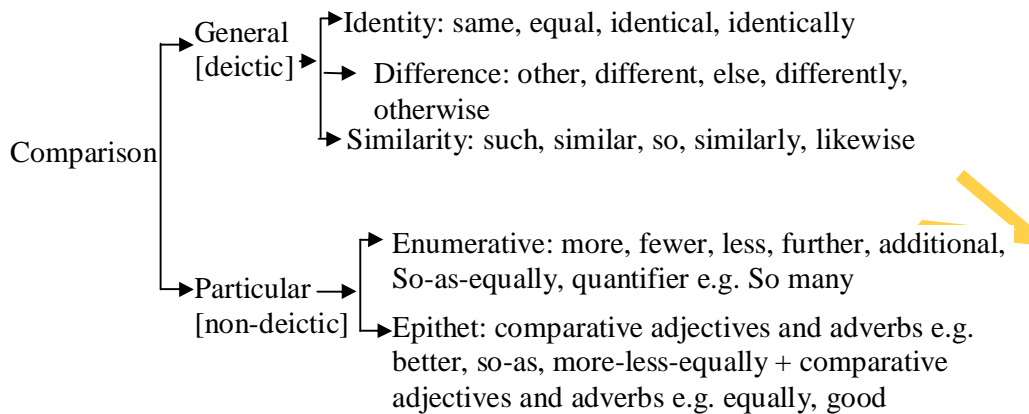 General
[deictic]
Identity: same, equal, identical, identically
Difference: other, different, else, differently,
otherwise
Similarity: such, similar, so, similarly, likewise
Comparison
Particular
[non-deictic]
Enumerative: more, fewer, less, further, additional,
So-as-equally, quantifier e.g. So many
Epithet: comparative adjectives and adverbs e.g.
better, so-as, more-less-equally + comparative
adjectives and adverbs e.g. equally, good